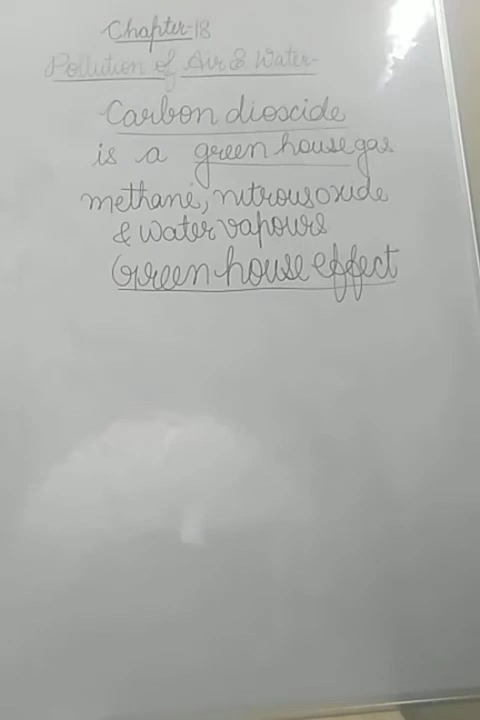 Chapter-18
Pollution of Air & Water-
Carbon dioxide
is a green house gas
methane, nitrous oxide
& water vapours
Green house effect